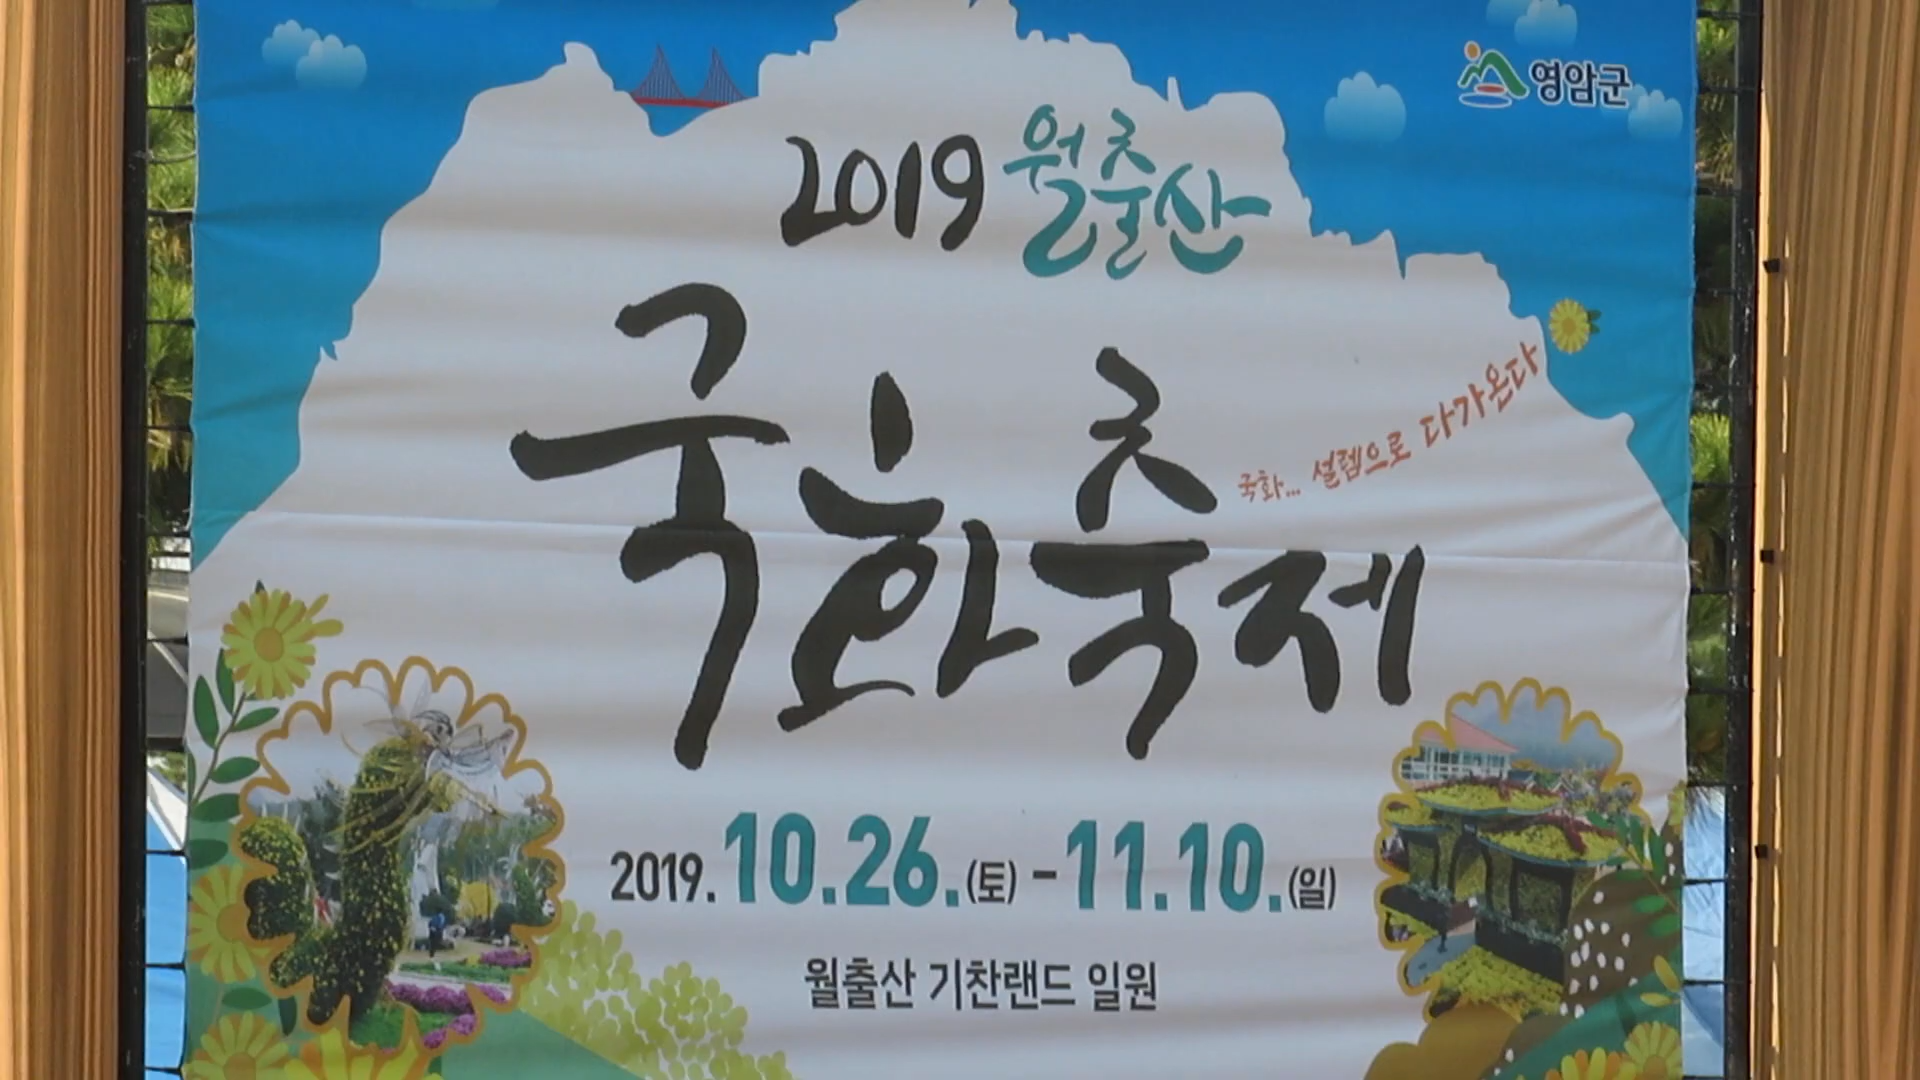 영암군
2019 월출산
국화축제
국화... 설렘으로 다가온다
2019. 10.26.(토) - 11.10.(일)
월출산 기찬랜드 일원